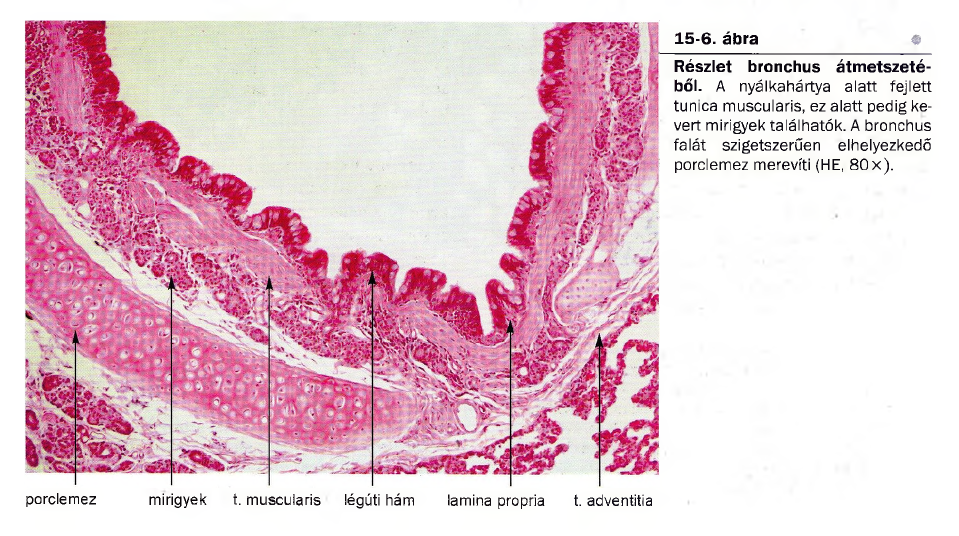 15-6. ábra
Részlet bronchus átmetszeté-
ből. A nyálkahártya alatt fejlett
tunica muscularis, ez alatt pedig ke-
vert mirigyek találhatók. A bronchus
falát szigetszerűen elhelyezkedő
porclemez merevíti (HE, 80×).
porclemez mirigyek t. muscularis légúti hám lamina propria t. adventitia